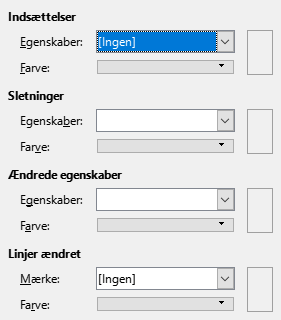 Indsættelser
Egenskaber: [Ingen]
Farve:
Sletninger
Egenskaber:
Farve:
Ændrede egenskaber
Egenskaber:
Farve:
Linjer ændret
Mærke: [Ingen]
Farve: